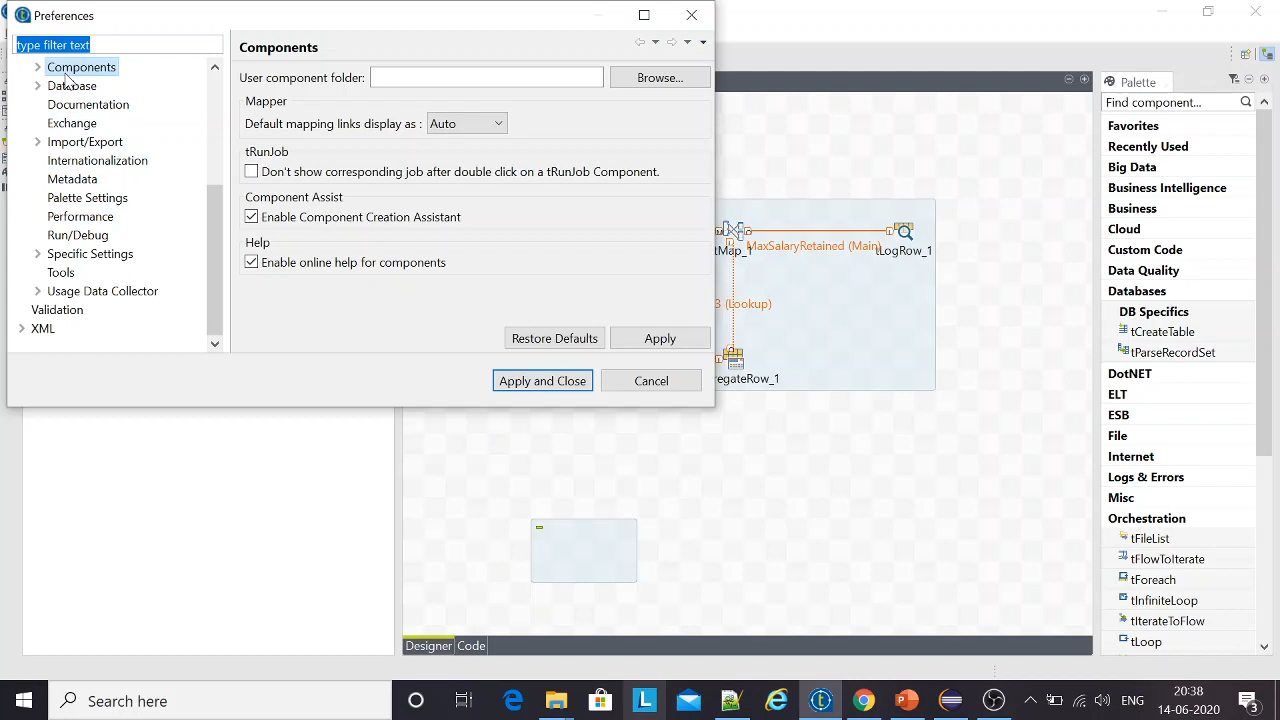 Preferences
type filter text
Components
Database
Documentation
Exchange
Import/Export
Internationalization
Metadata
Palette Settings
Performance
Run/Debug
Specific Settings
Tools
Usage Data Collector
Validation
XML
Components
User component folder:
Browse...
Mapper
Default mapping links display as :
Auto
tRunJob
Don't show corresponding job after double click on a tRunJob Component.
Component Assist
Enable Component Creation Assistant
Help
Enable online help for components
Restore Defaults
Apply
Apply and Close
Cancel
tMap_1
MaxSalaryRetained (Main)
tLogRow_1
3 (Lookup)
regateRow_1
Designer
Code
Palette
Find component...
Favorites
Recently Used
Big Data
Business Intelligence
Business
Cloud
Custom Code
Data Quality
Databases
DB Specifics
tCreateTable
tParseRecordSet
DotNET
ELT
ESB
File
Internet
Logs & Errors
Misc
Orchestration
tFileList
tFlowToIterate
tForeach
tInfiniteLoop
tIterateToFlow
tLoop
Search here
ENG
20:38
14-06-2020
3